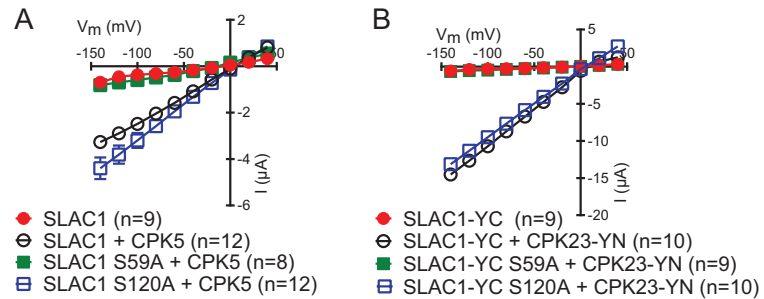 A
Vm (mV)
-150 -100 -50 50
2
-2
-4
-6
I (µA)
SLAC1 (n=9)
SLAC1 + CPK5 (n=12)
SLAC1 S59A + CPK5 (n=8)
SLAC1 S120A + CPK5 (n=12)
B
Vm (mV)
-150 -100 -50 50
5
-5
-10
-15
-20
I (µA)
SLAC1-YC (n=9)
SLAC1-YC + CPK23-YN (n=10)
SLAC1-YC S59A + CPK23-YN (n=9)
SLAC1-YC S120A + CPK23-YN (n=10)